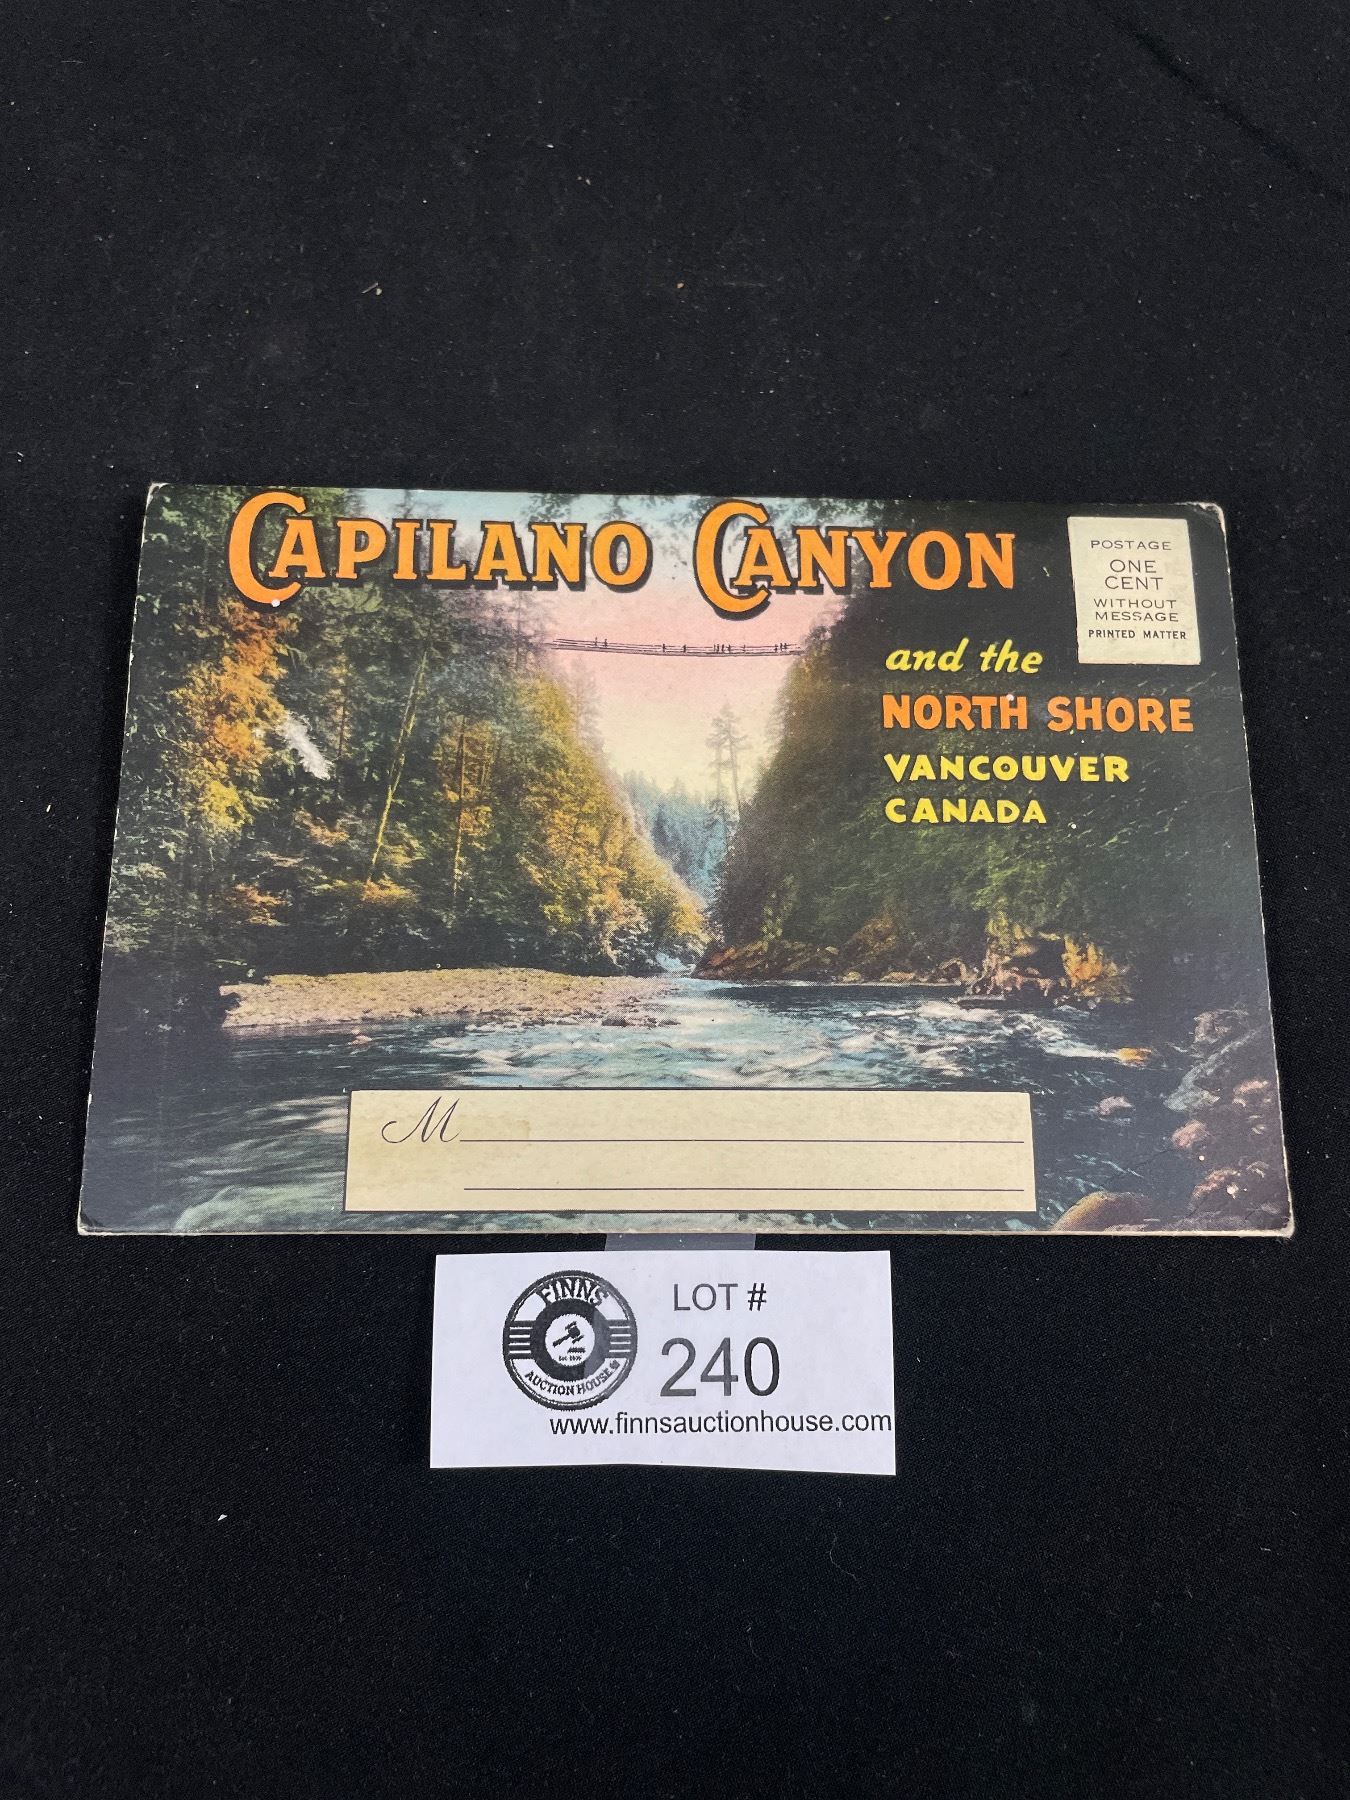 CAPILANO CANYON
and the
NORTH SHORE
VANCOUVER
CANADA
POSTAGE
ONE
CENT
WITHOUT
MESSAGE
PRINTED MATTER
M
FINNS
AUCTION HOUSE
LOT #
240
www.finnsauctionhouse.com